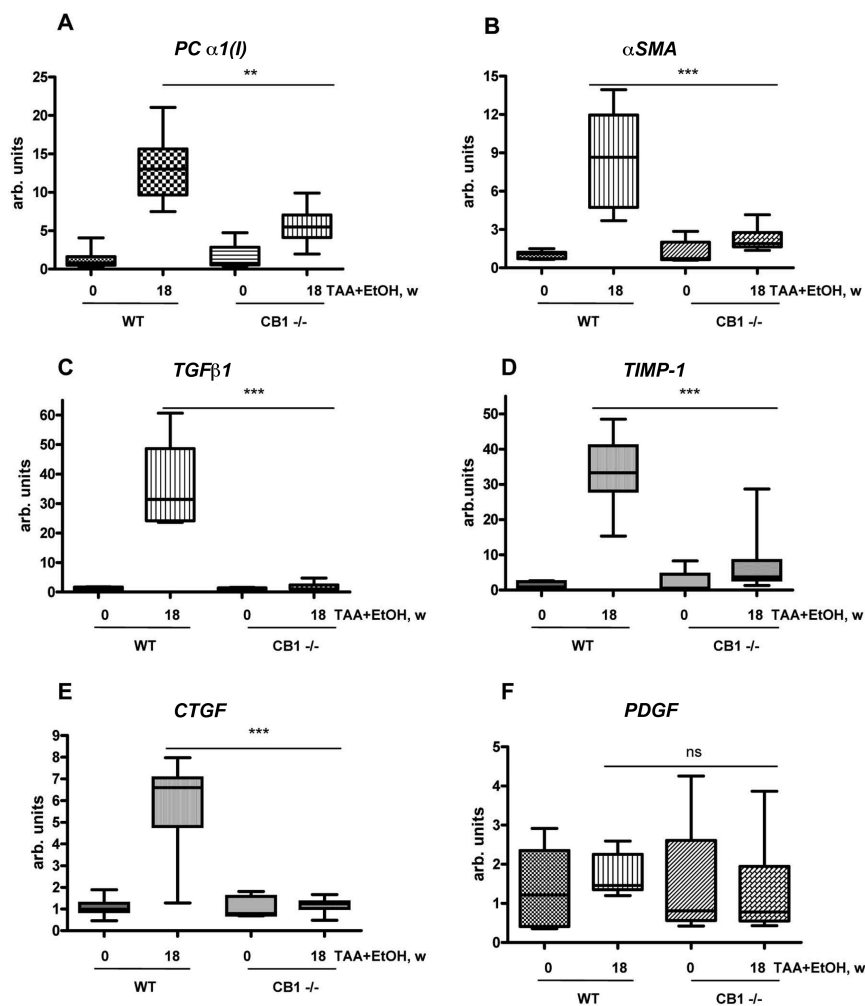 A
PC α1(I)
**
25
20
15
10
5
0
arb. units
0 18 0 18 TAA+EtOH, w
WT CB1 -/-
B
αSMA
***
15
12
9
6
3
0
arb. units
0 18 0 18 TAA+EtOH, w
WT CB1 -/-
C
TGFβ1
***
60
50
40
30
20
10
0
arb. units
0 18 0 18 TAA+EtOH, w
WT CB1 -/-
D
TIMP-1
***
50
40
30
20
10
0
arb.units
0 18 0 18 TAA+EtOH, w
WT CB1 -/-
E
CTGF
***
9
8
7
6
5
4
3
2
1
0
arb. units
0 18 0 18 TAA+EtOH, w
WT CB1 -/-
F
PDGF
ns
5
4
3
2
1
0
arb. units
0 18 0 18 TAA+EtOH, w
WT CB1 -/-